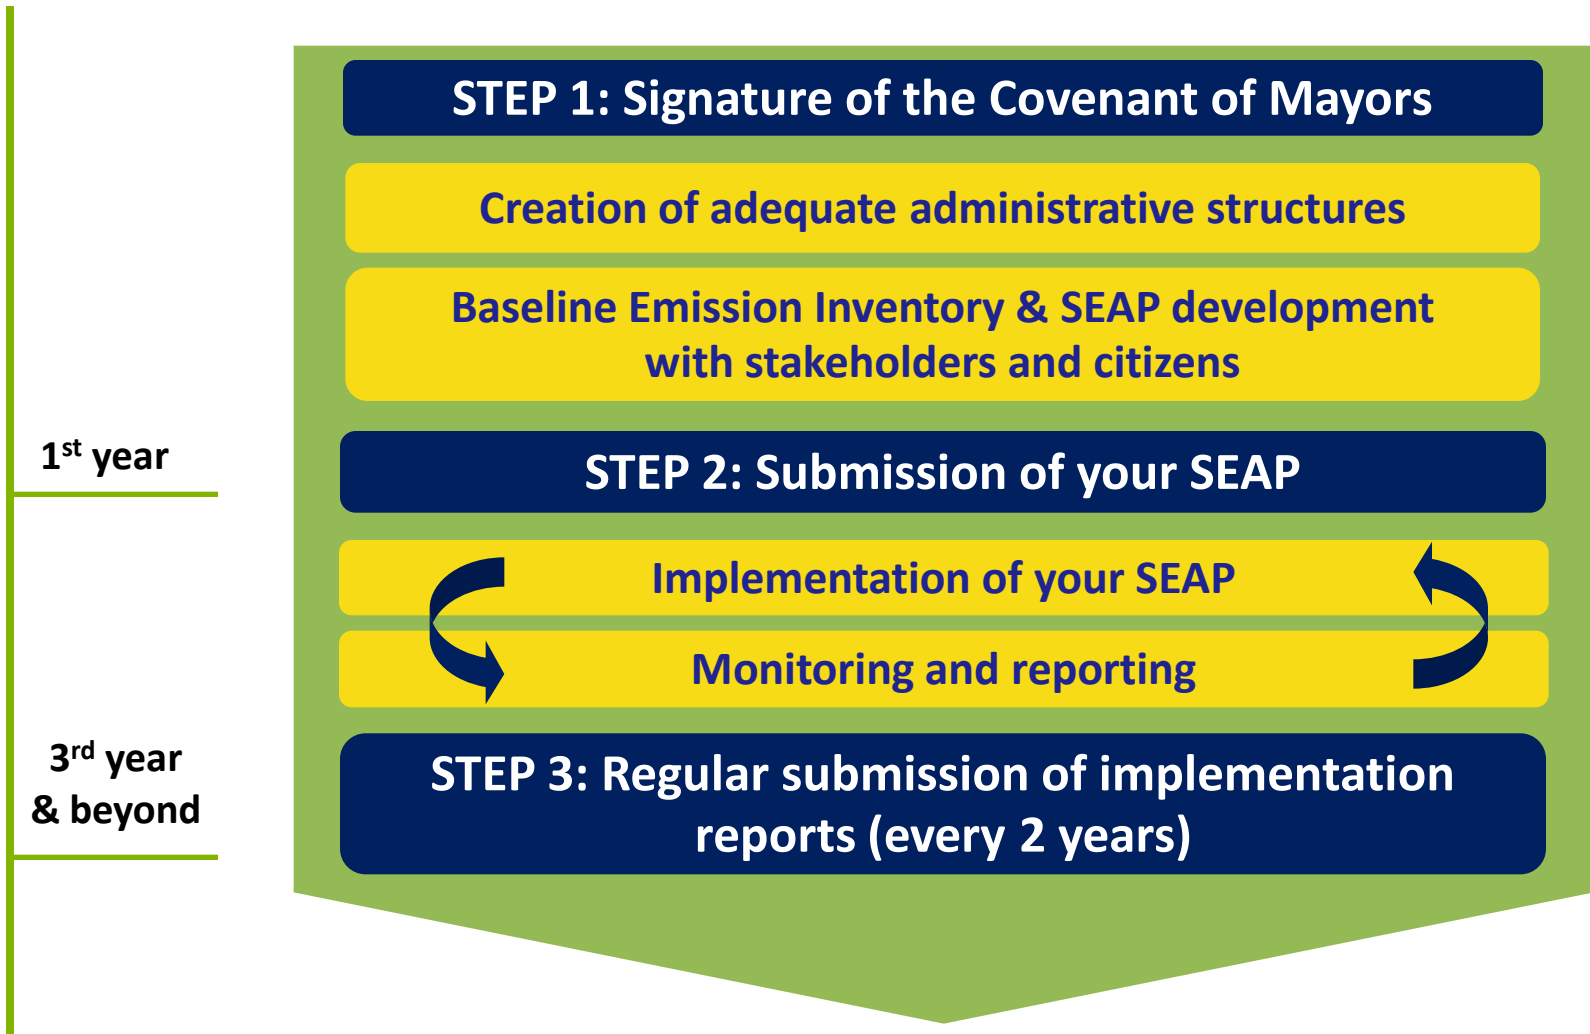 STEP 1: Signature of the Covenant of Mayors
Creation of adequate administrative structures
Baseline Emission Inventory & SEAP development
with stakeholders and citizens
1st year
STEP 2: Submission of your SEAP
Implementation of your SEAP
Monitoring and reporting
3rd year
& beyond
STEP 3: Regular submission of implementation
reports (every 2 years)